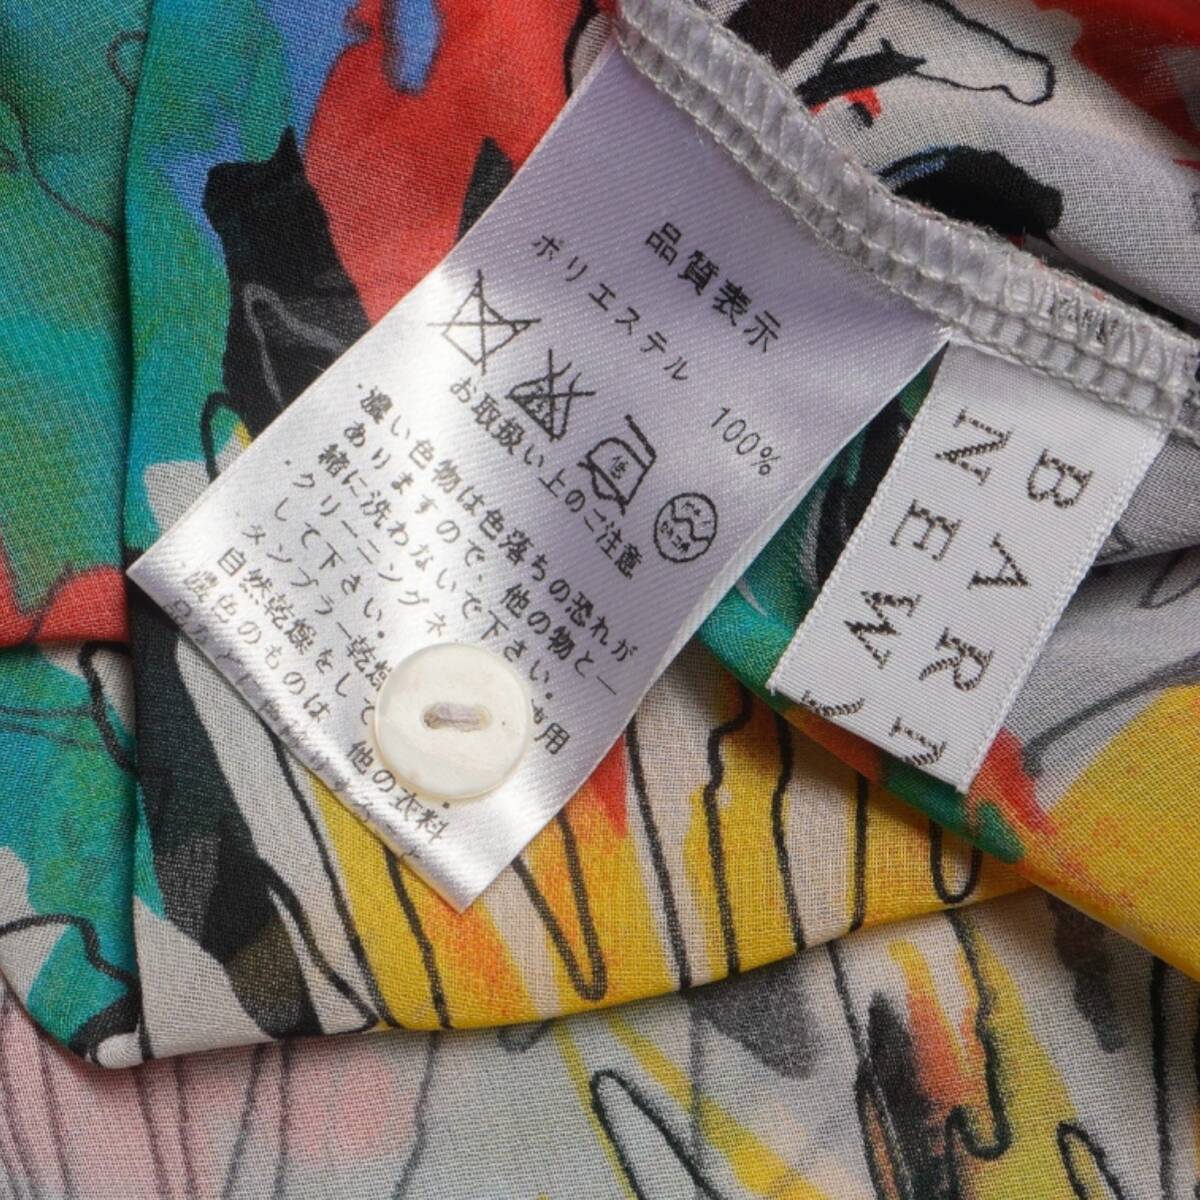 品質表示
ポリエステル 100%
低
お取扱い上のご注意
・濃い色物は色落ちの恐れが
ありますので、他の物と一
緒に洗わないで下さい。
・クリーニングネ
用
して下さい。
・タンブラー乾燥
自然乾燥をして
・濃色のものは 他の衣料
BAR
NEW